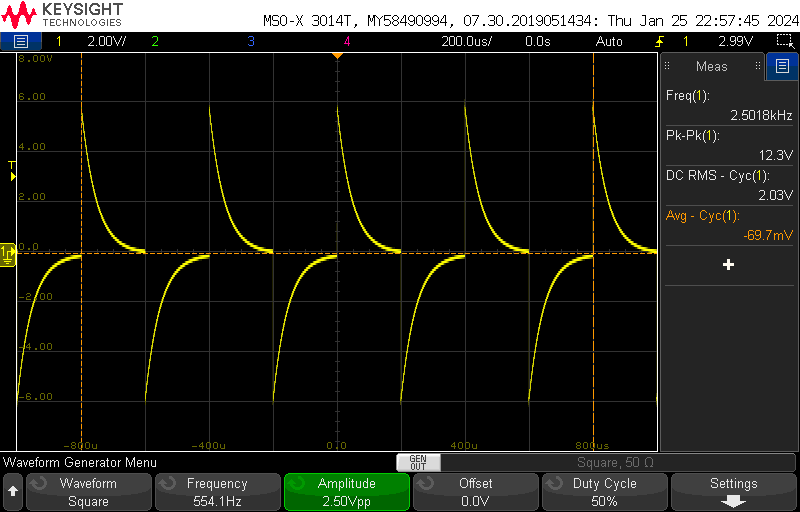 KEYSIGHT
TECHNOLOGIES
MSO-X 3014T, MY58490994, 07.30.2019051434: Thu Jan 25 22:57:45 2024
1 2.00V/ 2 3 4 200.0us/ 0.0s Auto 1 2.99V
8.00V
6.00
4.00
T
2.00
1 0.0
-2.00
-4.00
-6.00
-800u -400u 0.0 400u 800us
Meas
Freq(1):
2.5018kHz
Pk-Pk(1):
12.3V
DC RMS - Cyc(1):
2.03V
Avg - Cyc(1):
-69.7mV
+
Waveform Generator Menu
GEN
OUT
Square, 50 Ω
Waveform
Square
Frequency
554.1Hz
Amplitude
2.50Vpp
Offset
0.0V
Duty Cycle
50%
Settings